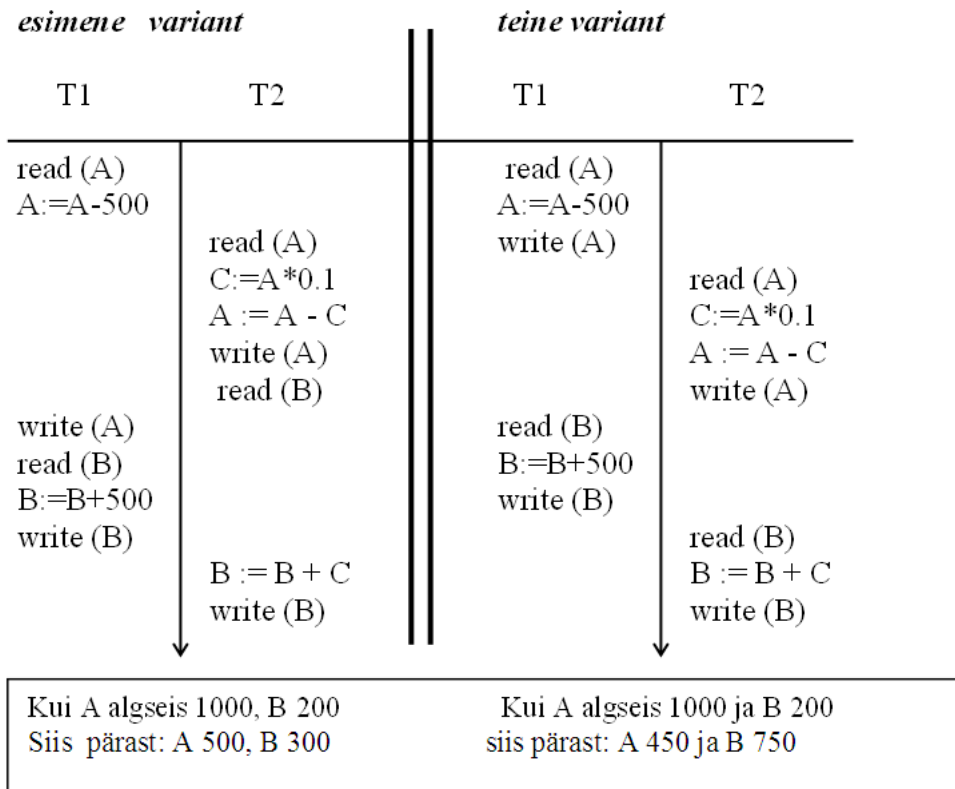 esimene variant
T1 T2
read (A)
A:=A-500
read (A)
C:=A*0.1
A := A - C
write (A)
read (B)
write (A)
read (B)
B:=B+500
write (B)
B := B + C
write (B)
Kui A algseis 1000, B 200
Siis pärast: A 500, B 300
teine variant
T1 T2
read (A)
A:=A-500
write (A)
read (A)
C:=A*0.1
A := A - C
write (A)
read (B)
B:=B+500
write (B)
read (B)
B := B + C
write (B)
Kui A algseis 1000 ja B 200
siis pärast: A 450 ja B 750